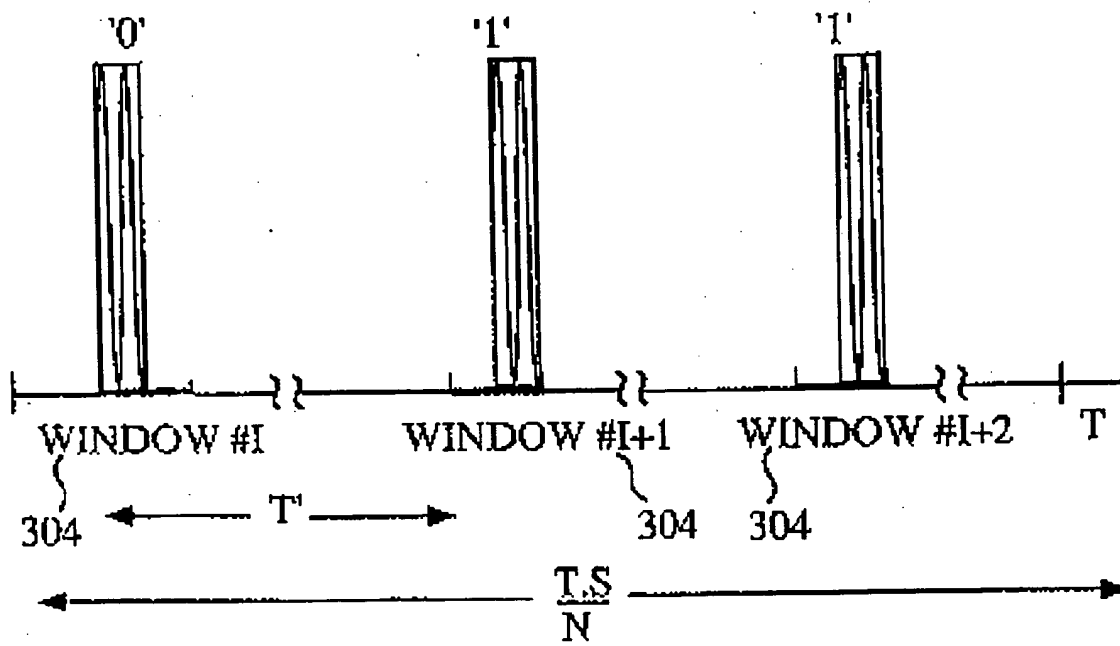 '0' '1' '1'
WINDOW #I WINDOW #I+1 WINDOW #I+2 T
304 T' 304 304
T.S
N